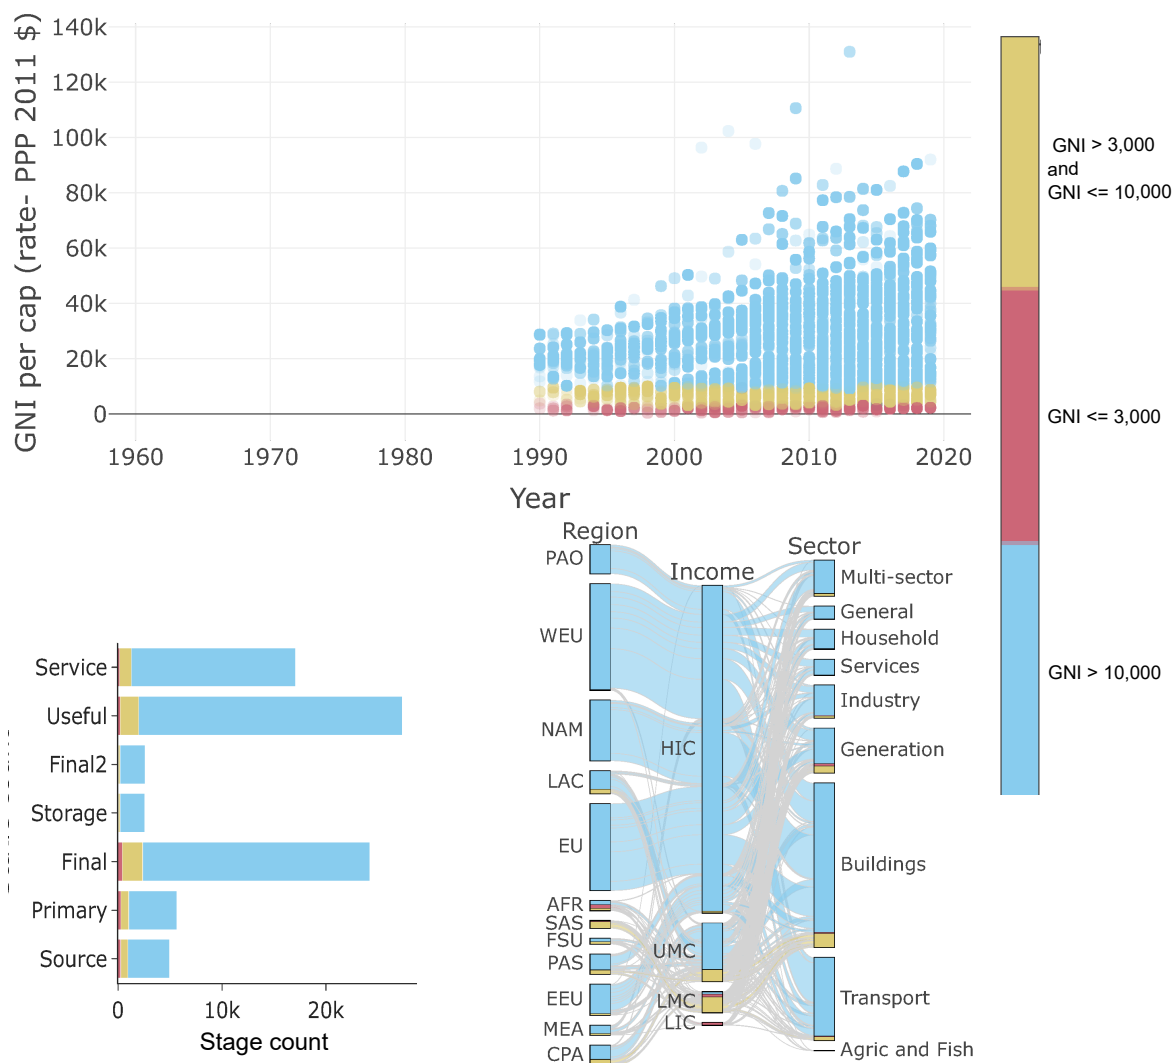 GNI per cap (rate- PPP 2011 $)
140k
120k
100k
80k
60k
40k
20k
0
1960
1970
1980
1990
2000
2010
2020
Year
GNI > 3,000
and
GNI <= 10,000
GNI <= 3,000
GNI > 10,000
Service
Useful
Final2
Storage
Final
Primary
Source
0
10k
20k
Stage count
Region
Income
Sector
PAO
WEU
NAM
LAC
EU
AFR
SAS
FSU
PAS
EEU
MEA
CPA
HIC
UMC
LMC
LIC
Multi-sector
General
Household
Services
Industry
Generation
Buildings
Transport
Agric and Fish